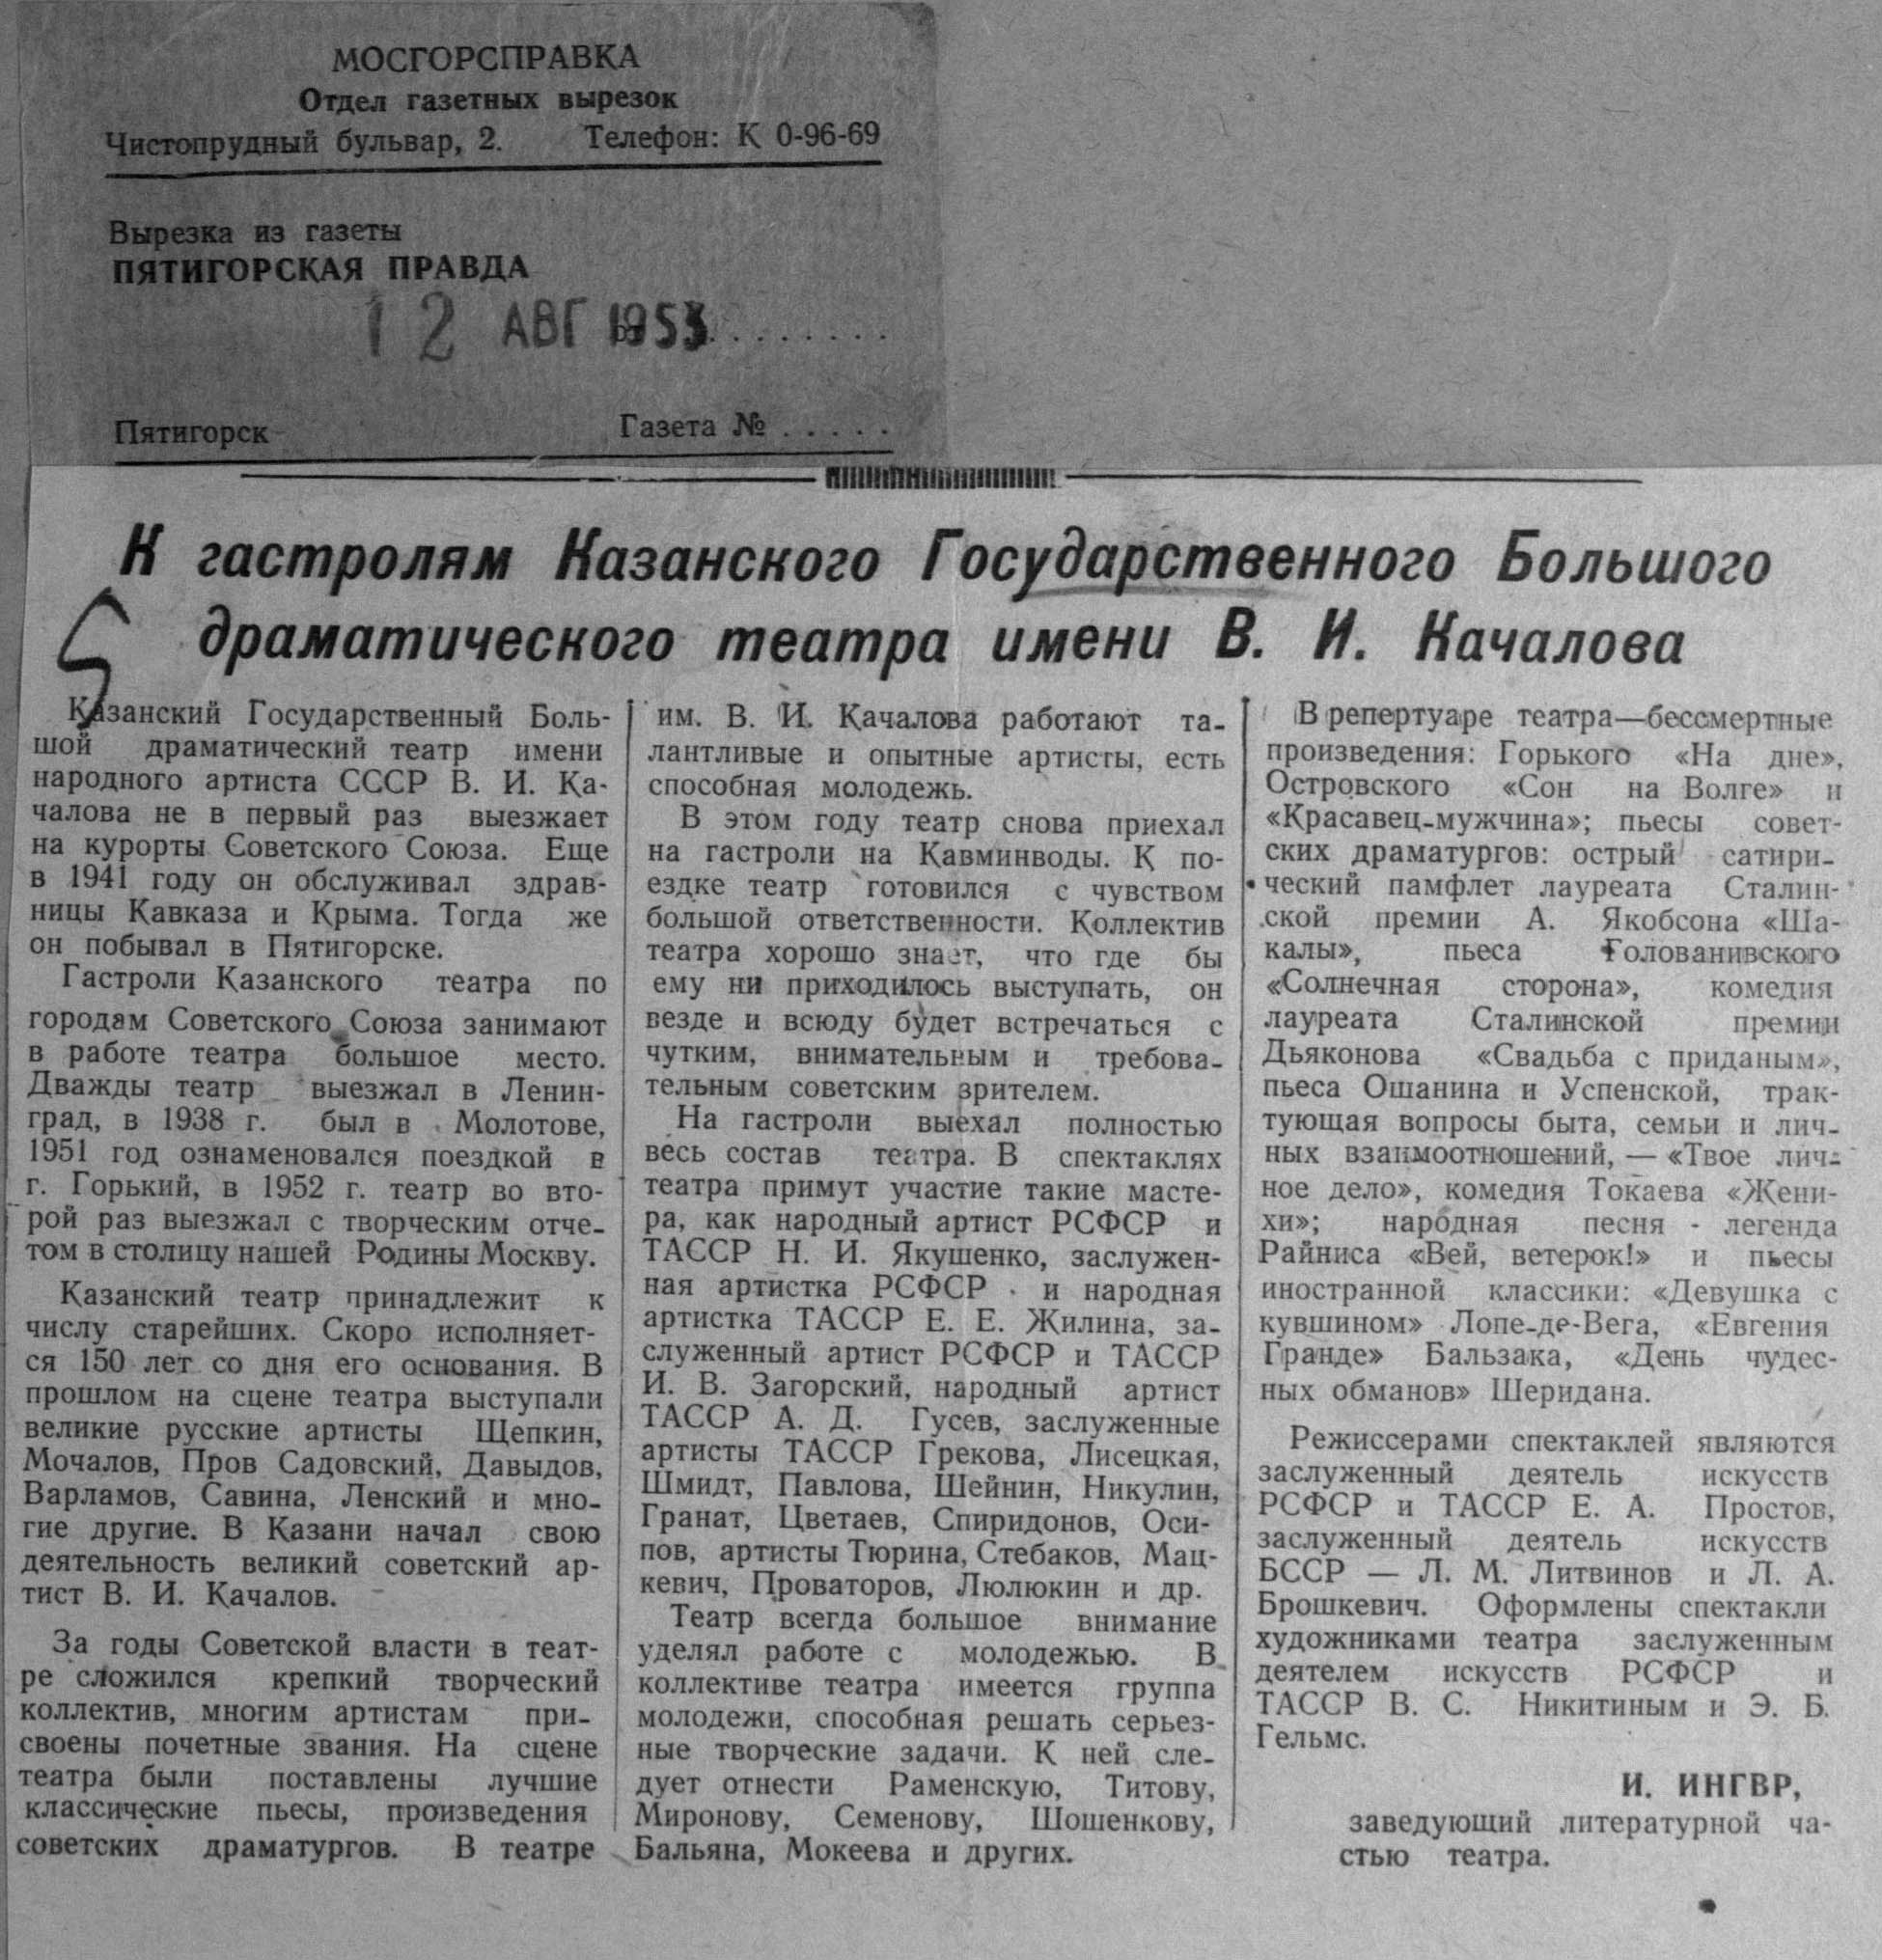 МОСГОРСПРАВКА
Отдел газетных вырезок
Чистопрудный бульвар, 2. Телефон: К 0-96-69
Вырезка из газеты
ПЯТИГОРСКАЯ ПРАВДА
12 АВГ 1953
Пятигорск Газета № . . . . .
К гастролям Казанского Государственного Большого
драматического театра имени В. И. Качалова
Казанский Государственный Боль-
шой драматический театр имени
народного артиста СССР В. И. Ка-
чалова не в первый раз выезжает
на курорты Советского Союза. Еще
в 1941 году он обслуживал здрав-
ницы Кавказа и Крыма. Тогда же
он побывал в Пятигорске.
Гастроли Казанского театра по
городам Советского Союза занимают
в работе театра большое место.
Дважды театр выезжал в Ленин-
град, в 1938 г. был в Молотове,
1951 год ознаменовался поездкой в
г. Горький, в 1952 г. театр во вто-
рой раз выезжал с творческим отче-
том в столицу нашей Родины Москву.
Казанский театр принадлежит к
числу старейших. Скоро исполняет-
ся 150 лет со дня его основания. В
прошлом на сцене театра выступали
великие русские артисты Щепкин,
Мочалов, Пров Садовский, Давыдов,
Варламов, Савина, Ленский и мно-
гие другие. В Казани начал свою
деятельность великий советский ар-
тист В. И. Качалов.
За годы Советской власти в теат-
ре сложился крепкий творческий
коллектив, многим артистам при-
своены почетные звания. На сцене
театра были поставлены лучшие
классические пьесы, произведения
советских драматургов. В театре
им. В. И. Качалова работают та-
лантливые и опытные артисты, есть
способная молодежь.
В этом году театр снова приехал
на гастроли на Кавминводы. К по-
ездке театр готовился с чувством
большой ответственности. Коллектив
театра хорошо знает, что где бы
ему ни приходилось выступать, он
везде и всюду будет встречаться с
чутким, внимательным и требова-
тельным советским зрителем.
На гастроли выехал полностью
весь состав театра. В спектаклях
театра примут участие такие масте-
ра, как народный артист РСФСР и
ТАССР Н. И. Якушенко, заслужен-
ная артистка РСФСР и народная
артистка ТАССР Е. Е. Жилина, за-
служенный артист РСФСР и ТАССР
И. В. Загорский, народный артист
ТАССР А. Д. Гусев, заслуженные
артисты ТАССР Грекова, Лисецкая,
Шмидт, Павлова, Шейнин, Никулин,
Гранат, Цветаев, Спиридонов, Оси-
пов, артисты Тюрина, Стебаков, Мац-
кевич, Проваторов, Люлюкин и др.
Театр всегда большое внимание
уделял работе с молодежью. В
коллективе театра имеется группа
молодежи, способная решать серьез-
ные творческие задачи. К ней сле-
дует отнести Раменскую, Титову,
Миронову, Семенову, Шошенкову,
Бальяна, Мокеева и других.
В репертуаре театра—бессмертные
произведения: Горького «На дне»,
Островского «Сон на Волге» и
«Красавец-мужчина»; пьесы совет-
ских драматургов: острый сатири-
ческий памфлет лауреата Сталин-
ской премии А. Якобсона «Ша-
калы», пьеса Голованивского
«Солнечная сторона», комедия
лауреата Сталинской премии
Дьяконова «Свадьба с приданым»,
пьеса Ошанина и Успенской, трак-
тующая вопросы быта, семьи и лич-
ных взаимоотношений, — «Твое лич-
ное дело», комедия Токаева «Жени-
хи»; народная песня - легенда
Райниса «Вей, ветерок!» и пьесы
иностранной классики: «Девушка с
кувшином» Лопе-де-Вега, «Евгения
Гранде» Бальзака, «День чудес-
ных обманов» Шеридана.
Режиссерами спектаклей являются
заслуженный деятель искусств
РСФСР и ТАССР Е. А. Простов,
заслуженный деятель искусств
БССР — Л. М. Литвинов и Л. А.
Брошкевич. Оформлены спектакли
художниками театра заслуженным
деятелем искусств РСФСР и
ТАССР В. С. Никитиным и Э. Б.
Гельмс.
И. ИНГВР,
заведующий литературной ча-
стью театра.